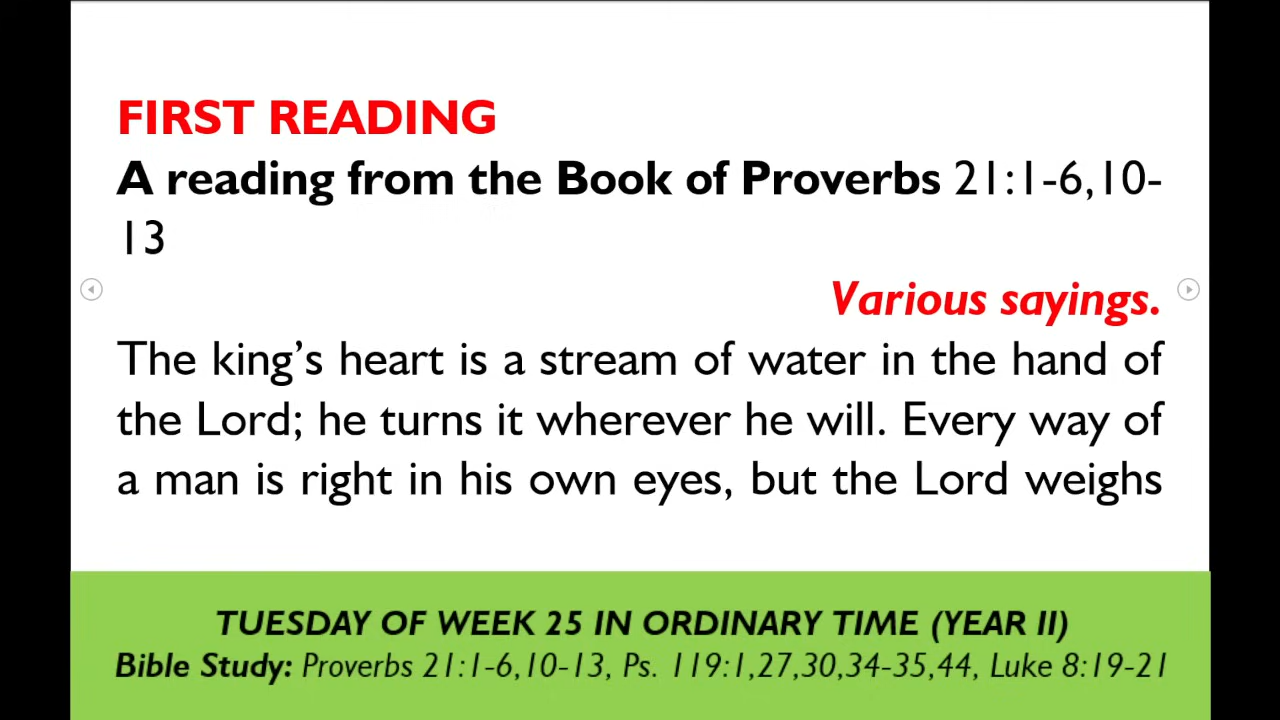 FIRST READING
A reading from the Book of Proverbs 21:1-6,10-
13
Various sayings.
The king’s heart is a stream of water in the hand of
the Lord; he turns it wherever he will. Every way of
a man is right in his own eyes, but the Lord weighs
TUESDAY OF WEEK 25 IN ORDINARY TIME (YEAR II)
Bible Study: Proverbs 21:1-6,10-13, Ps. 119:1,27,30,34-35,44, Luke 8:19-21